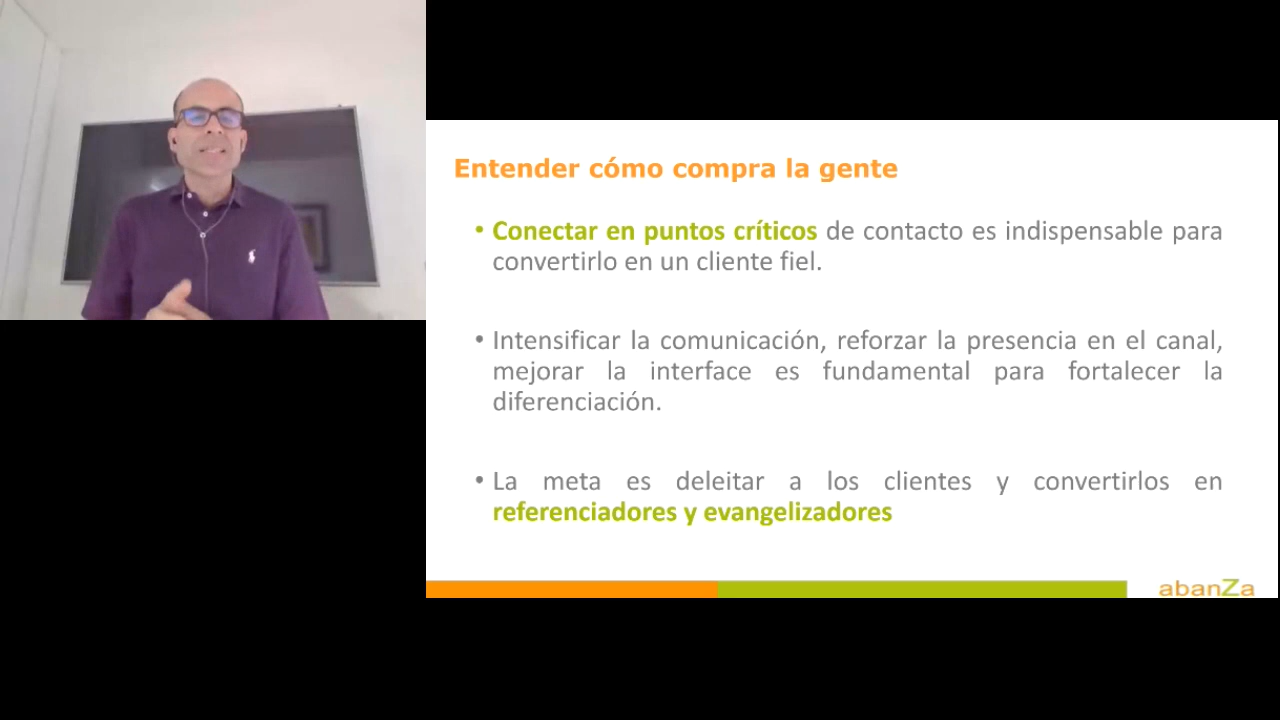 Entender cómo compra la gente
• Conectar en puntos críticos de contacto es indispensable para
convertirlo en un cliente fiel.
• Intensificar la comunicación, reforzar la presencia en el canal,
mejorar la interface es fundamental para fortalecer la
diferenciación.
• La meta es deleitar a los clientes y convertirlos en
referenciadores y evangelizadores
abanZa